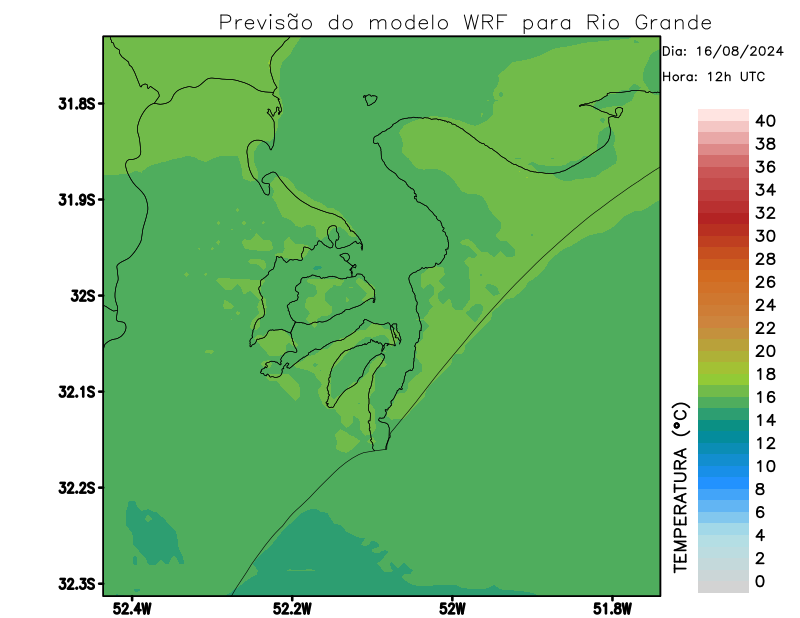 Previsão do modelo WRF para Rio Grande
Dia: 16/08/2024
Hora: 12h UTC
31.8S
31.9S
32S
32.1S
32.2S
32.3S
52.4W
52.2W
52W
51.8W
TEMPERATURA (°C)
40
38
36
34
32
30
28
26
24
22
20
18
16
14
12
10
8
6
4
2
0